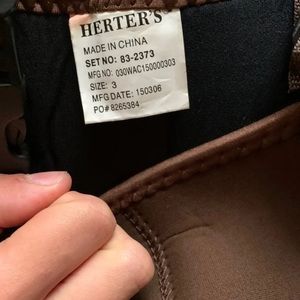 HERTER'S
MADE IN CHINA
SET NO: 83-2373
MFG NO: 030WAC150000303
SIZE: 3
MFG DATE: 150306
PO# 8265384